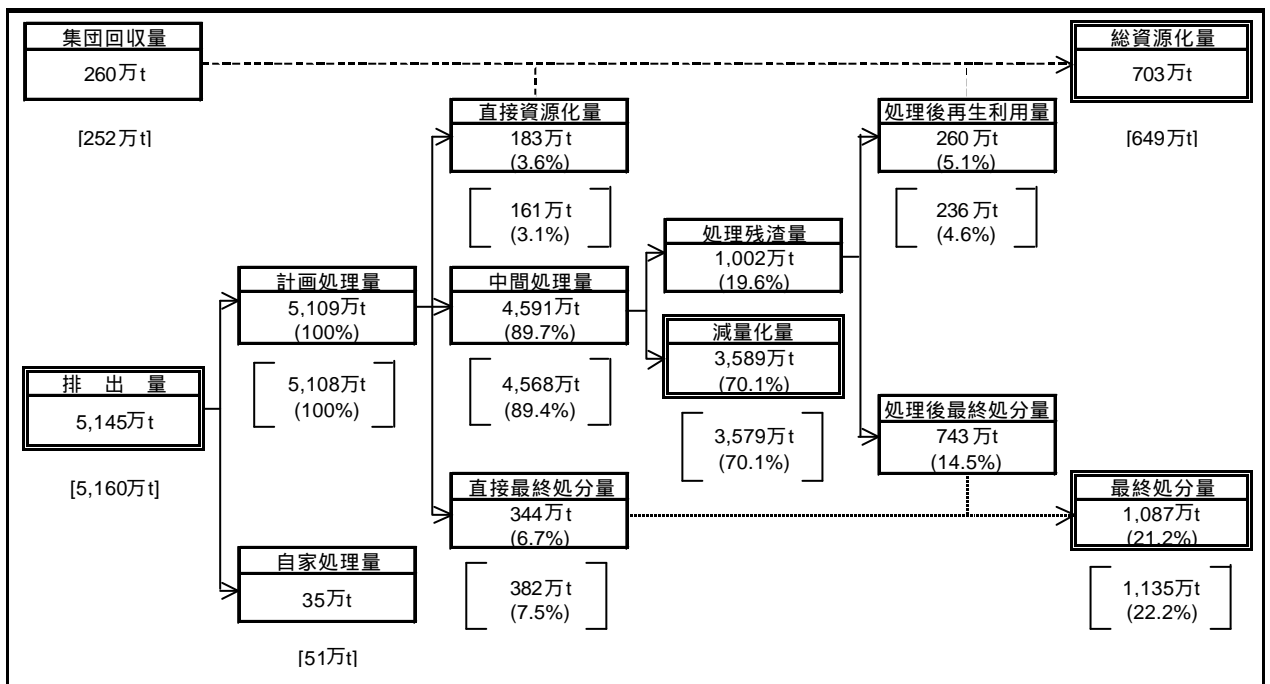 集団回収量
260万t
[252万t]
総資源化量
703万t
[649万t]
直接資源化量
183万t
(3.6%)
161万t
(3.1%)
処理後再生利用量
260万t
(5.1%)
236万t
(4.6%)
処理残渣量
1,002万t
(19.6%)
計画処理量
5,109万t
(100%)
5,108万t
(100%)
中間処理量
4,591万t
(89.7%)
4,568万t
(89.4%)
減量化量
3,589万t
(70.1%)
3,579万t
(70.1%)
排 出 量
5,145万t
[5,160万t]
処理後最終処分量
743万t
(14.5%)
直接最終処分量
344万t
(6.7%)
382万t
(7.5%)
最終処分量
1,087万t
(21.2%)
1,135万t
(22.2%)
自家処理量
35万t
[51万t]